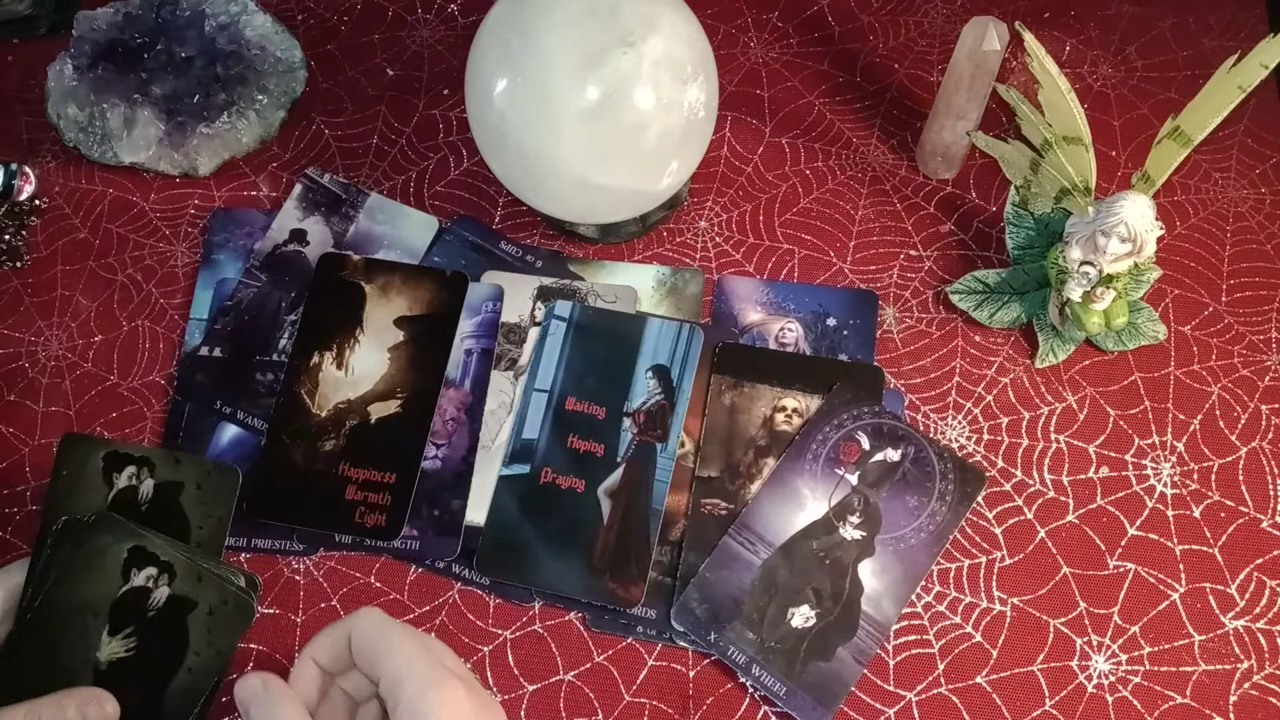 6 OF CUPS
5 OF WANDS
Waiting
Hoping
Praying
Happiness
Warmth
Light
HIGH PRIESTESS
VIII - STRENGTH
2 OF WANDS
X - THE WHEEL